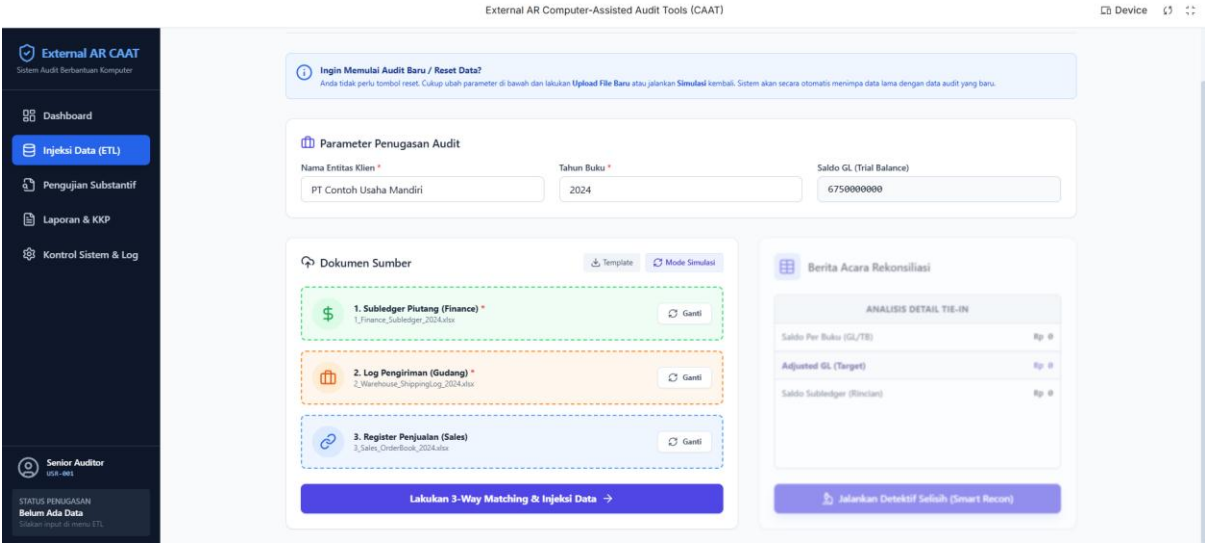 External AR Computer-Assisted Audit Tools (CAAT)
Device
External AR CAAT
Sistem Audit Berbantuan Komputer
Dashboard
Injeksi Data (ETL)
Pengujian Substantif
Laporan & KKP
Kontrol Sistem & Log
Senior Auditor
USR-001
STATUS PENUGASAN
Belum Ada Data
Silakan input di menu ETL
Ingin Memulai Audit Baru / Reset Data?
Anda tidak perlu tombol reset. Cukup ubah parameter di bawah dan lakukan Upload File Baru atau jalankan Simulasi kembali. Sistem akan secara otomatis menimpa data lama dengan data audit yang baru.
Parameter Penugasan Audit
Nama Entitas Klien * Tahun Buku * Saldo GL (Trial Balance)
PT Contoh Usaha Mandiri 2024 6750000000
Dokumen Sumber Template Mode Simulasi
1. Subledger Piutang (Finance) *
1_Finance_Subledger_2024.xlsx
Ganti
2. Log Pengiriman (Gudang) *
2_Warehouse_ShippingLog_2024.xlsx
Ganti
3. Register Penjualan (Sales)
3_Sales_OrderBook_2024.xlsx
Ganti
Lakukan 3-Way Matching & Injeksi Data →
Berita Acara Rekonsiliasi
ANALISIS DETAIL TIE-IN
Saldo Per Buku (GL/TB) Rp 0
Adjusted GL (Target) Rp 0
Saldo Subledger (Rincian) Rp 0
Jalankan Detektif Selisih (Smart Recon)